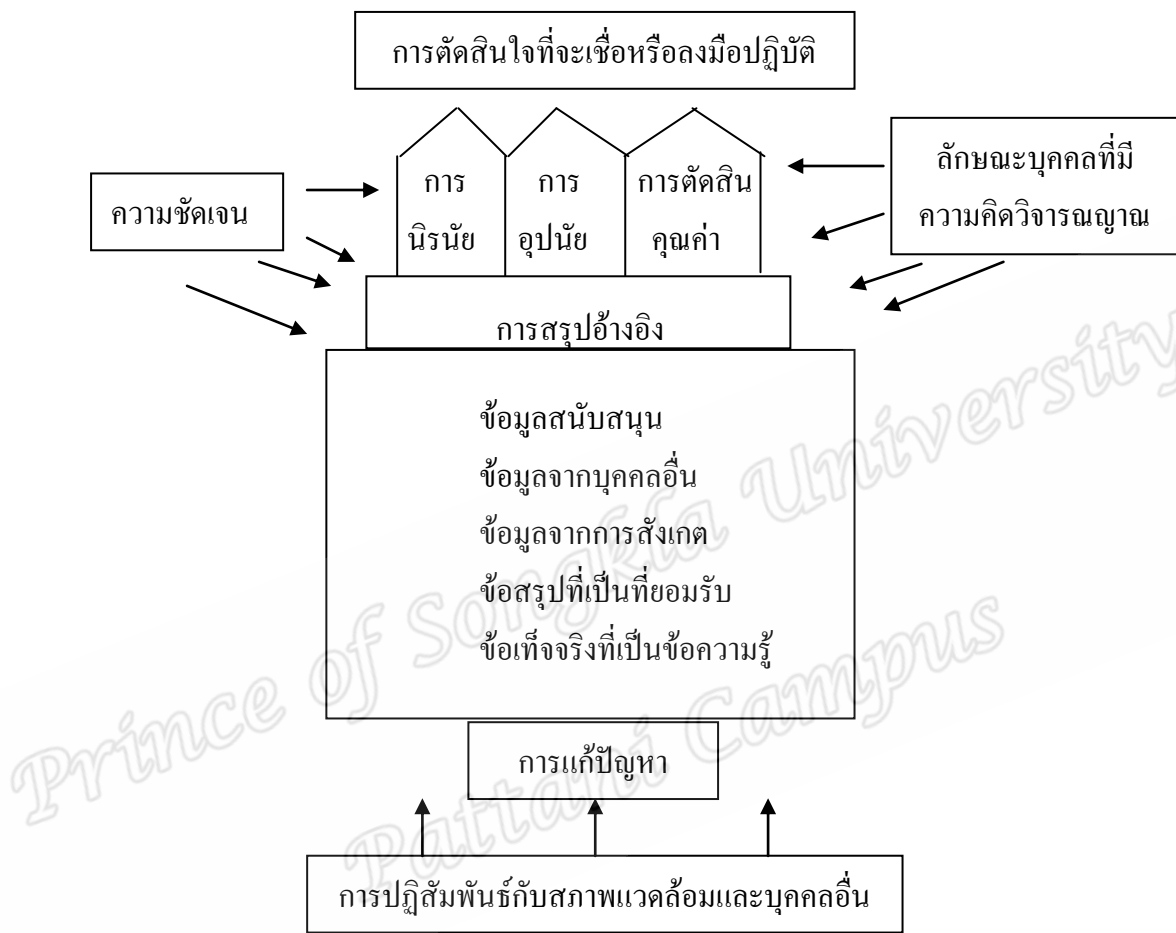 การตัดสินใจที่จะเชื่อหรือลงมือปฏิบัติ
ความชัดเจน
การ
นิรนัย
การ
อุปนัย
การตัดสิน
คุณค่า
ลักษณะบุคคลที่มี
ความคิดวิจารณญาณ
การสรุปอ้างอิง
ข้อมูลสนับสนุน
ข้อมูลจากบุคคลอื่น
ข้อมูลจากการสังเกต
ข้อสรุปที่เป็นที่ยอมรับ
ข้อเท็จจริงที่เป็นข้อความรู้
การแก้ปัญหา
การปฏิสัมพันธ์กับสภาพแวดล้อมและบุคคลอื่น
Prince of Songkla University
Pattani Campus